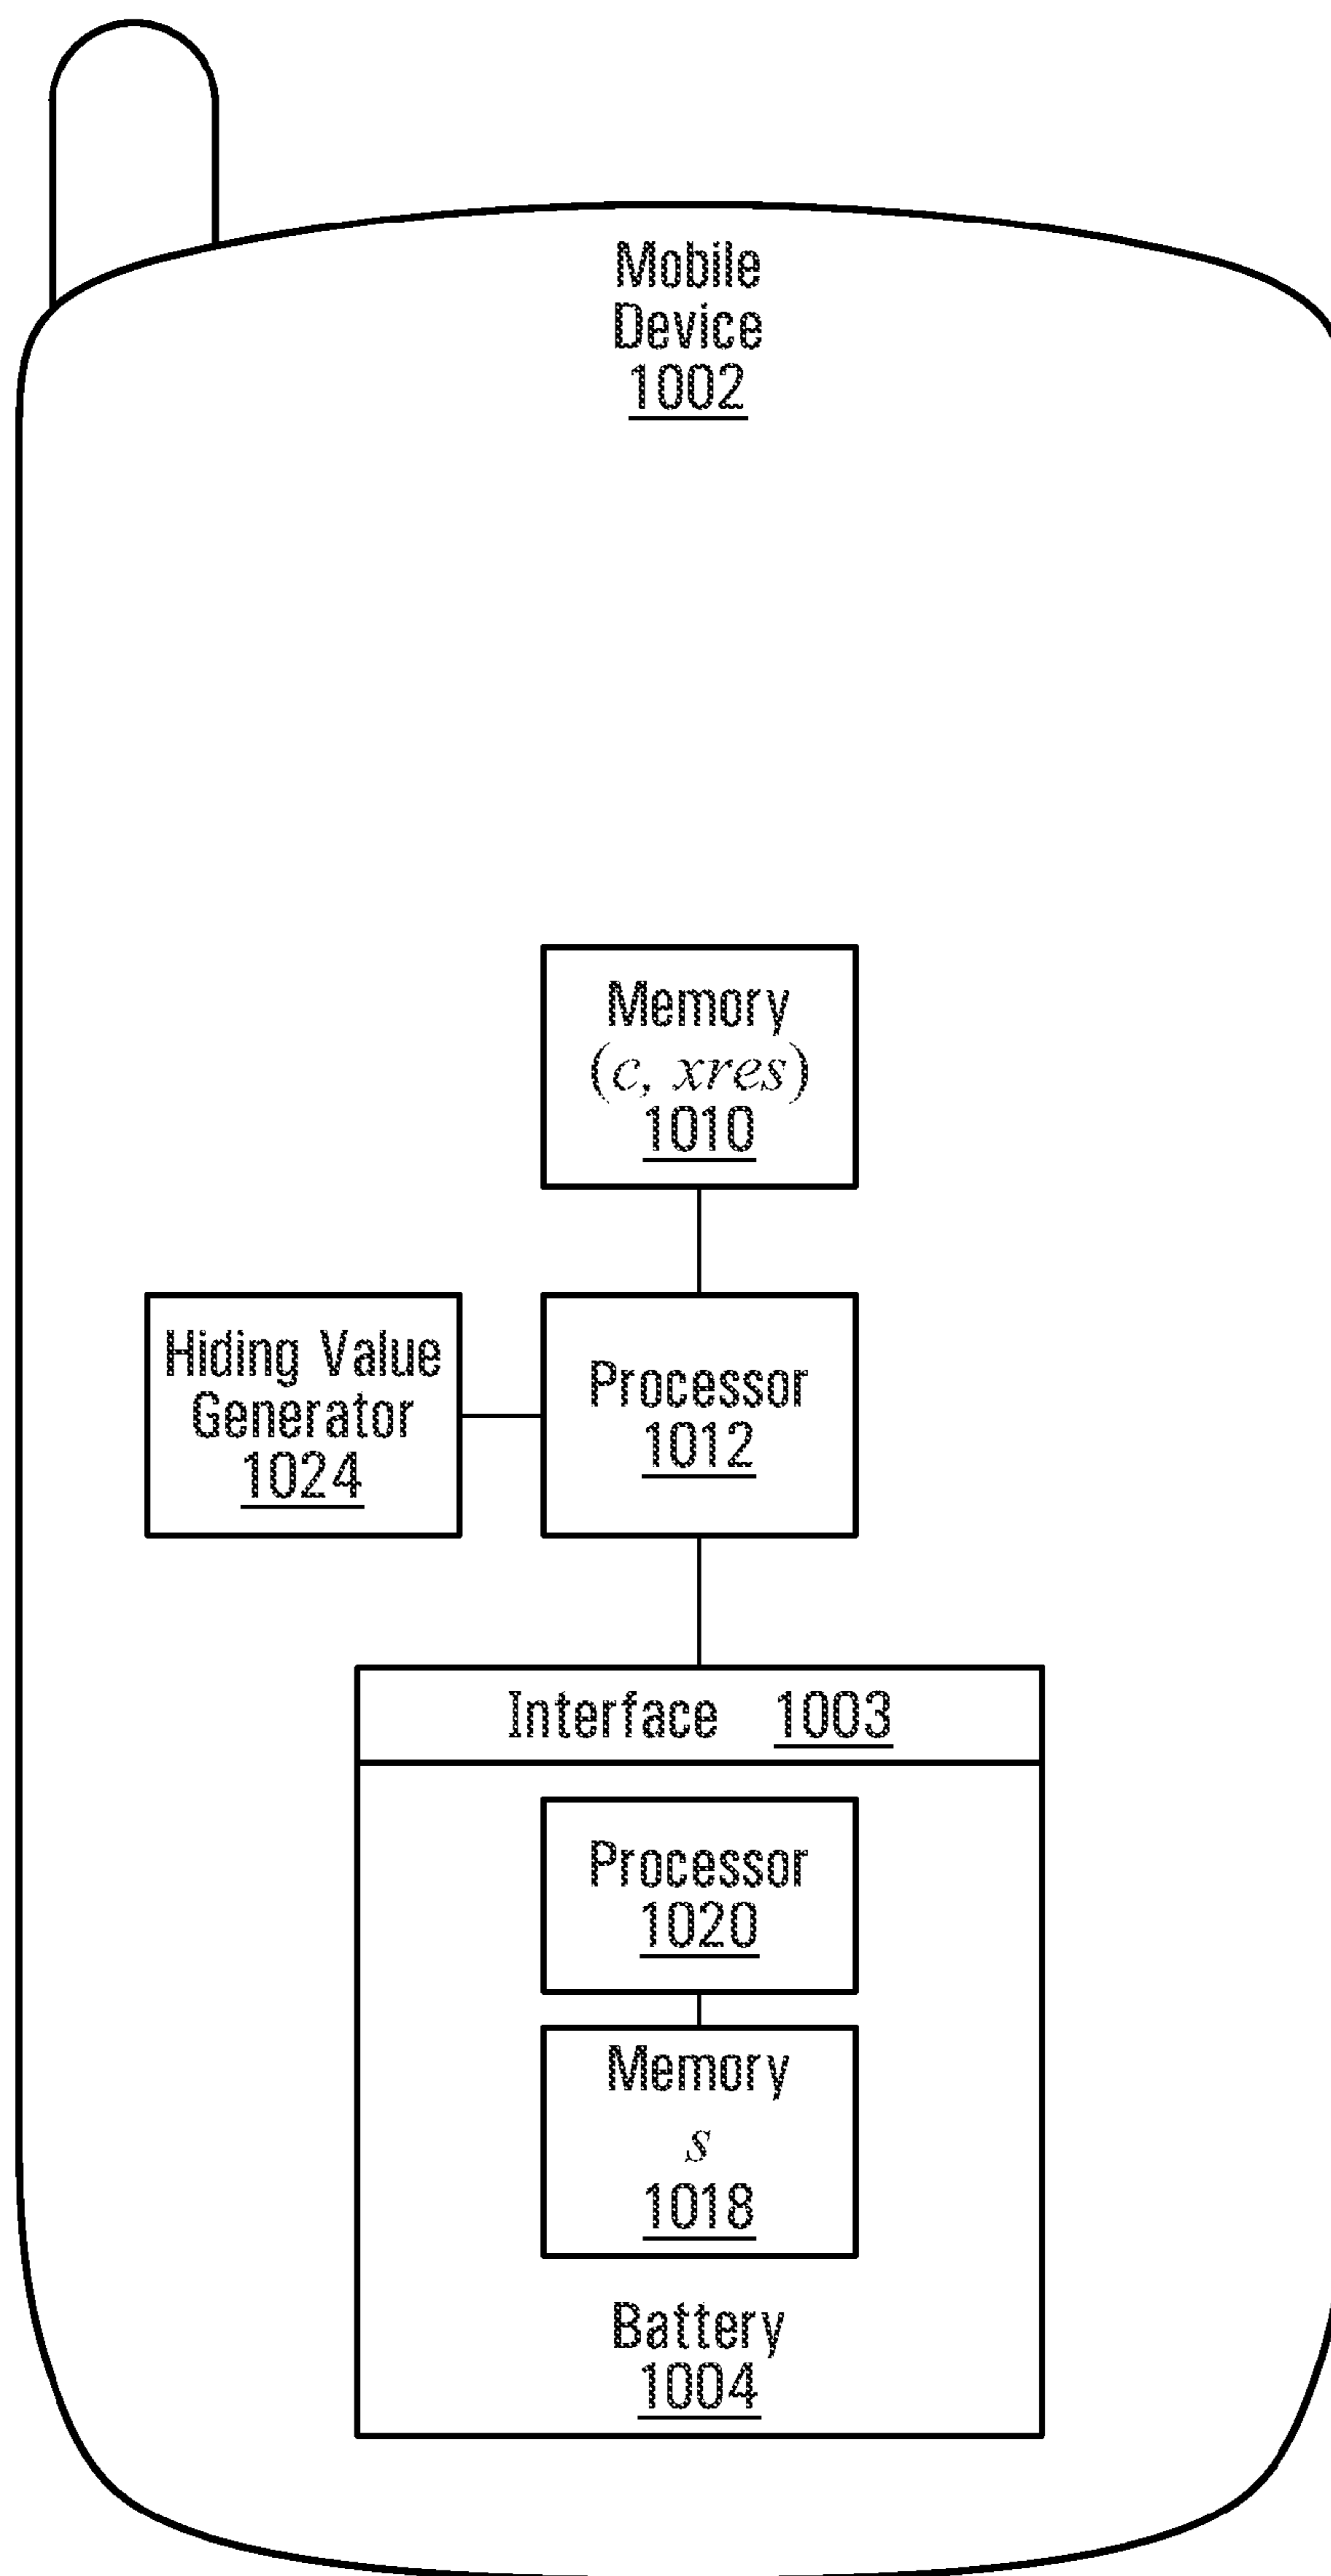 Mobile
Device
1002
Memory
(c, xres)
1010
Hiding Value
Generator
1024
Processor
1012
Interface 1003
Processor
1020
Memory
s
1018
Battery
1004